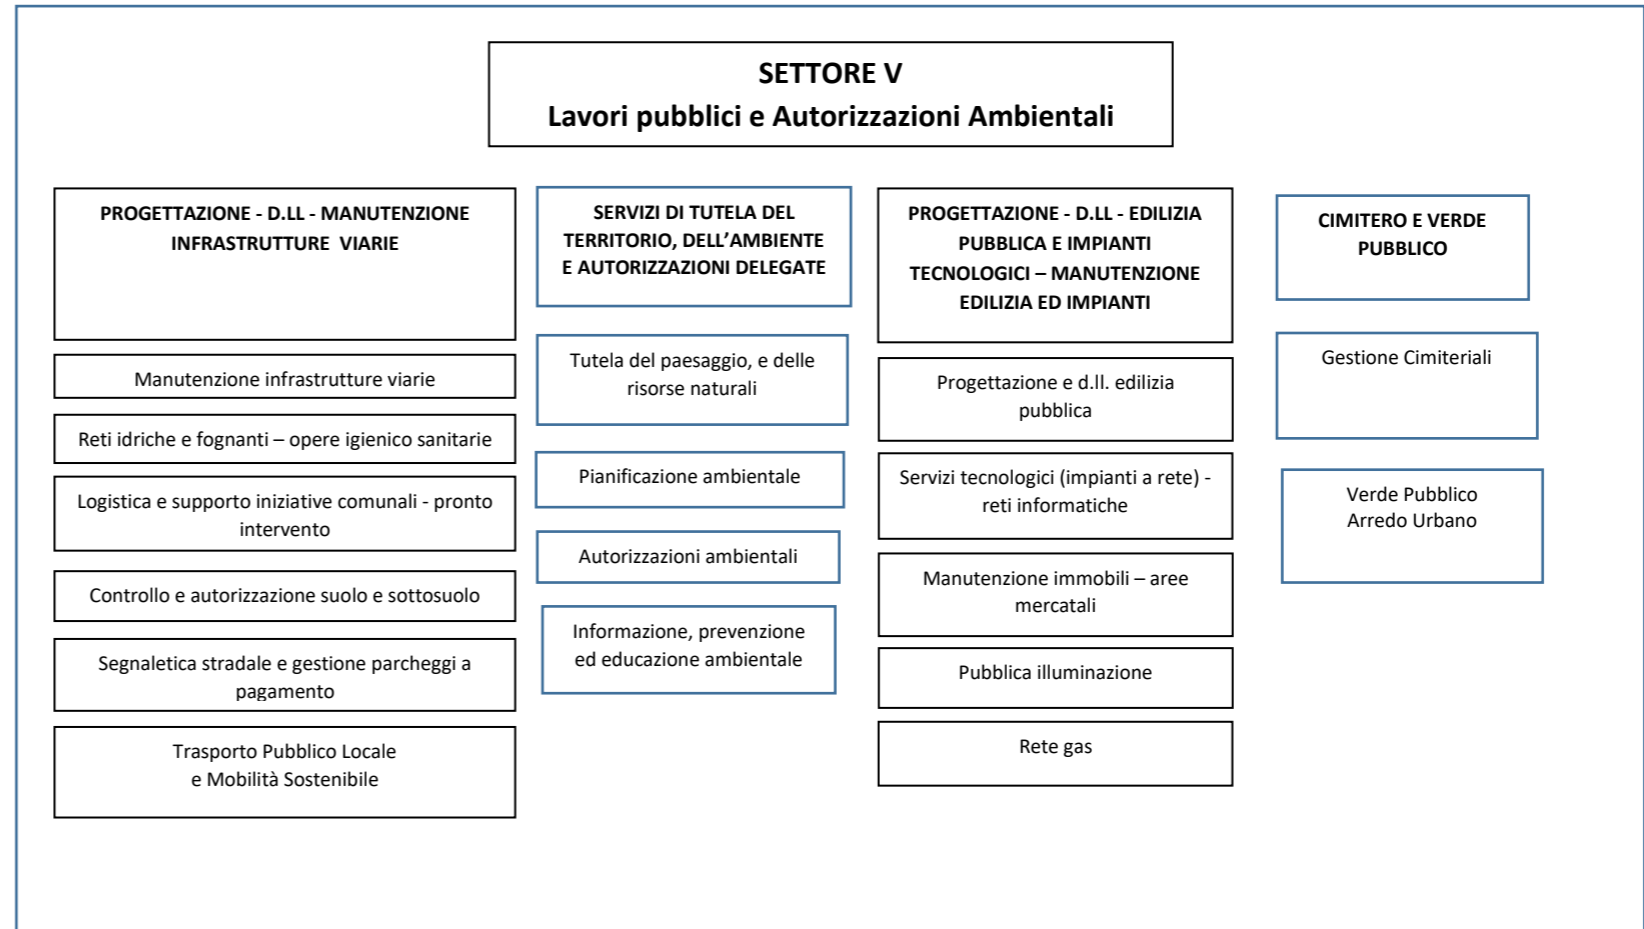 SETTORE V
Lavori pubblici e Autorizzazioni Ambientali
PROGETTAZIONE - D.LL - MANUTENZIONE
INFRASTRUTTURE VIARIE
Manutenzione infrastrutture viarie
Reti idriche e fognanti – opere igienico sanitarie
Logistica e supporto iniziative comunali - pronto
intervento
Controllo e autorizzazione suolo e sottosuolo
Segnaletica stradale e gestione parcheggi a
pagamento
Trasporto Pubblico Locale
e Mobilità Sostenibile
SERVIZI DI TUTELA DEL
TERRITORIO, DELL’AMBIENTE
E AUTORIZZAZIONI DELEGATE
Tutela del paesaggio, e delle
risorse naturali
Pianificazione ambientale
Autorizzazioni ambientali
Informazione, prevenzione
ed educazione ambientale
PROGETTAZIONE - D.LL - EDILIZIA
PUBBLICA E IMPIANTI
TECNOLOGICI – MANUTENZIONE
EDILIZIA ED IMPIANTI
Progettazione e d.ll. edilizia
pubblica
Servizi tecnologici (impianti a rete) -
reti informatiche
Manutenzione immobili – aree
mercatali
Pubblica illuminazione
Rete gas
CIMITERO E VERDE
PUBBLICO
Gestione Cimiteriali
Verde Pubblico
Arredo Urbano